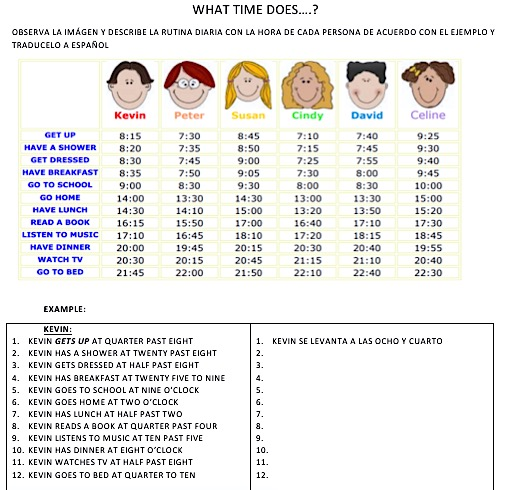 WHAT TIME DOES....?
OBSERVA LA IMÁGEN Y DESCRIBE LA RUTINA DIARIA CON LA HORA DE CADA PERSONA DE ACUERDO CON EL EJEMPLO Y
TRADUCELO A ESPAÑOL
Kevin Peter Susan Cindy David Celine
GET UP 8:15 7:30 8:45 7:10 7:40 9:25
HAVE A SHOWER 8:20 7:35 8:50 7:15 7:45 9:30
GET DRESSED 8:30 7:45 9:00 7:25 7:55 9:40
HAVE BREAKFAST 8:35 7:50 9:05 7:30 8:00 9:45
GO TO SCHOOL 9:00 8:30 9:30 8:00 8:30 10:00
GO HOME 14:00 13:30 14:30 13:00 13:30 15:00
HAVE LUNCH 14:30 14:10 15:00 13:20 13:50 15:20
READ A BOOK 16:15 15:50 17:00 16:40 17:10 17:30
LISTEN TO MUSIC 17:10 16:45 18:10 17:20 18:15 18:45
HAVE DINNER 20:00 19:45 20:15 20:30 20:40 19:55
WATCH TV 20:30 20:15 20:45 21:15 21:10 20:40
GO TO BED 21:45 22:00 21:50 22:10 22:40 22:30
EXAMPLE:
KEVIN:
1. KEVIN GETS UP AT QUARTER PAST EIGHT
2. KEVIN HAS A SHOWER AT TWENTY PAST EIGHT
3. KEVIN GETS DRESSED AT HALF PAST EIGHT
4. KEVIN HAS BREAKFAST AT TWENTY FIVE TO NINE
5. KEVIN GOES TO SCHOOL AT NINE O'CLOCK
6. KEVIN GOES HOME AT TWO O'CLOCK
7. KEVIN HAS LUNCH AT HALF PAST TWO
8. KEVIN READS A BOOK AT QUARTER PAST FOUR
9. KEVIN LISTENS TO MUSIC AT TEN PAST FIVE
10. KEVIN HAS DINNER AT EIGHT O'CLOCK
11. KEVIN WATCHES TV AT HALF PAST EIGHT
12. KEVIN GOES TO BED AT QUARTER TO TEN
1. KEVIN SE LEVANTA A LAS OCHO Y CUARTO
2.
3.
4.
5.
6.
7.
8.
9.
10.
11.
12.